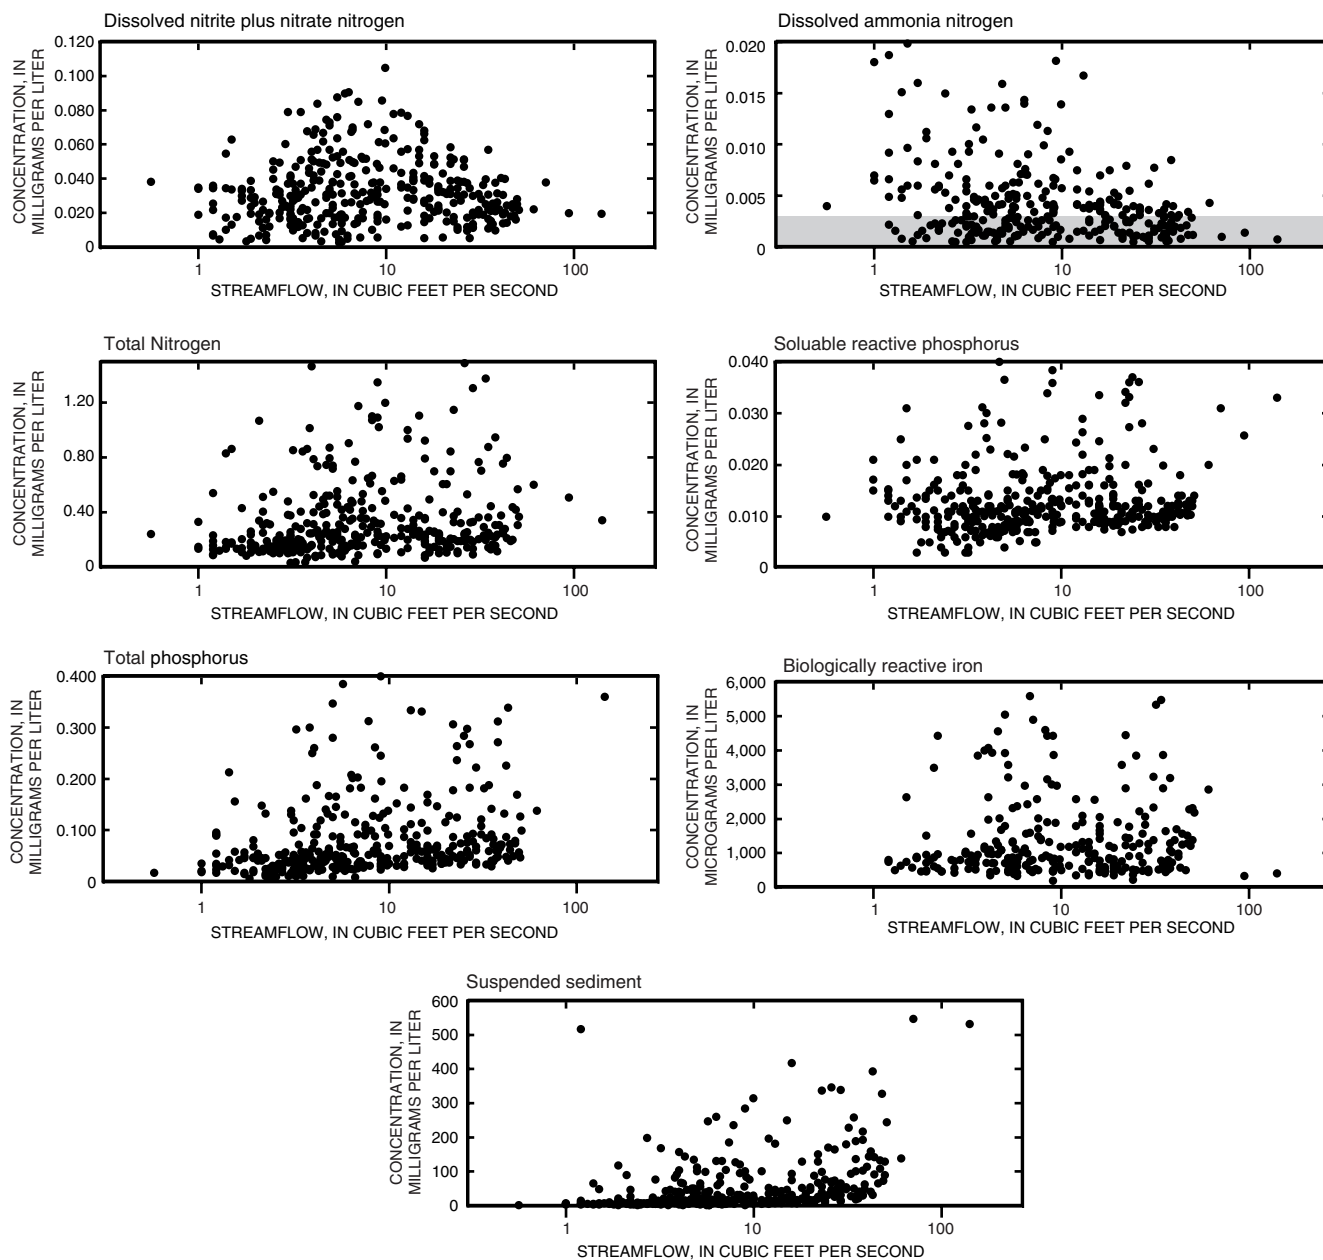 Dissolved nitrite plus nitrate nitrogen
CONCENTRATION, IN
MILLIGRAMS PER LITER
0.120
0.100
0.080
0.060
0.040
0.020
0
1
10
100
STREAMFLOW, IN CUBIC FEET PER SECOND
Dissolved ammonia nitrogen
CONCENTRATION, IN
MILLIGRAMS PER LITER
0.020
0.015
0.010
0.005
0
1
10
100
STREAMFLOW, IN CUBIC FEET PER SECOND
Total Nitrogen
CONCENTRATION, IN
MILLIGRAMS PER LITER
1.20
0.80
0.40
0
1
10
100
STREAMFLOW, IN CUBIC FEET PER SECOND
Soluable reactive phosphorus
CONCENTRATION, IN
MILLIGRAMS PER LITER
0.040
0.030
0.020
0.010
0
1
10
100
STREAMFLOW, IN CUBIC FEET PER SECOND
Total phosphorus
CONCENTRATION, IN
MILLIGRAMS PER LITER
0.400
0.300
0.200
0.100
0
1
10
100
STREAMFLOW, IN CUBIC FEET PER SECOND
Biologically reactive iron
CONCENTRATION, IN
MICROGRAMS PER LITER
6,000
5,000
4,000
3,000
2,000
1,000
0
1
10
100
STREAMFLOW, IN CUBIC FEET PER SECOND
Suspended sediment
CONCENTRATION, IN
MILLIGRAMS PER LITER
600
500
400
300
200
100
0
1
10
100
STREAMFLOW, IN CUBIC FEET PER SECOND